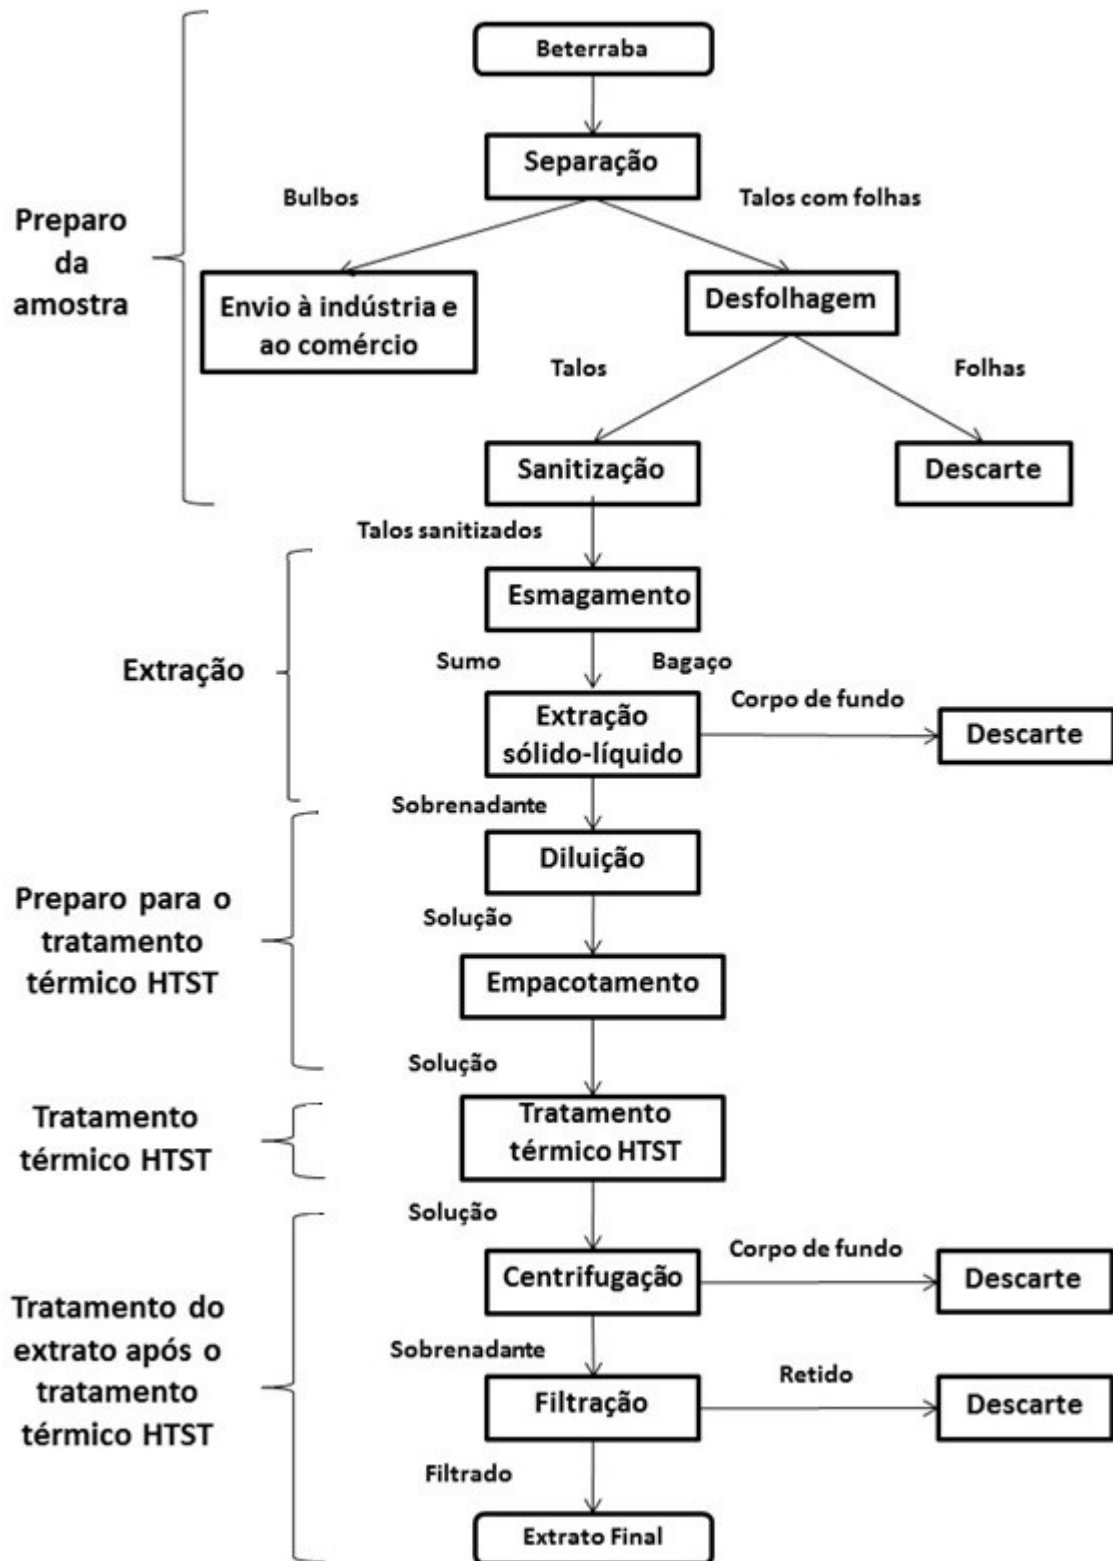 Beterraba
Separação
Bulbos
Talos com folhas
Preparo
da
amostra
Envio à indústria e
ao comércio
Desfolhagem
Talos
Folhas
Sanitização
Descarte
Talos sanitizados
Esmagamento
Extração
Sumo
Bagaço
Extração
sólido-líquido
Corpo de fundo
Descarte
Sobrenadante
Diluição
Preparo para o
tratamento
térmico HTST
Solução
Empacotamento
Solução
Tratamento
térmico HTST
Tratamento
térmico HTST
Solução
Centrifugação
Corpo de fundo
Descarte
Tratamento do
extrato após o
tratamento
térmico HTST
Sobrenadante
Filtração
Retido
Descarte
Filtrado
Extrato Final